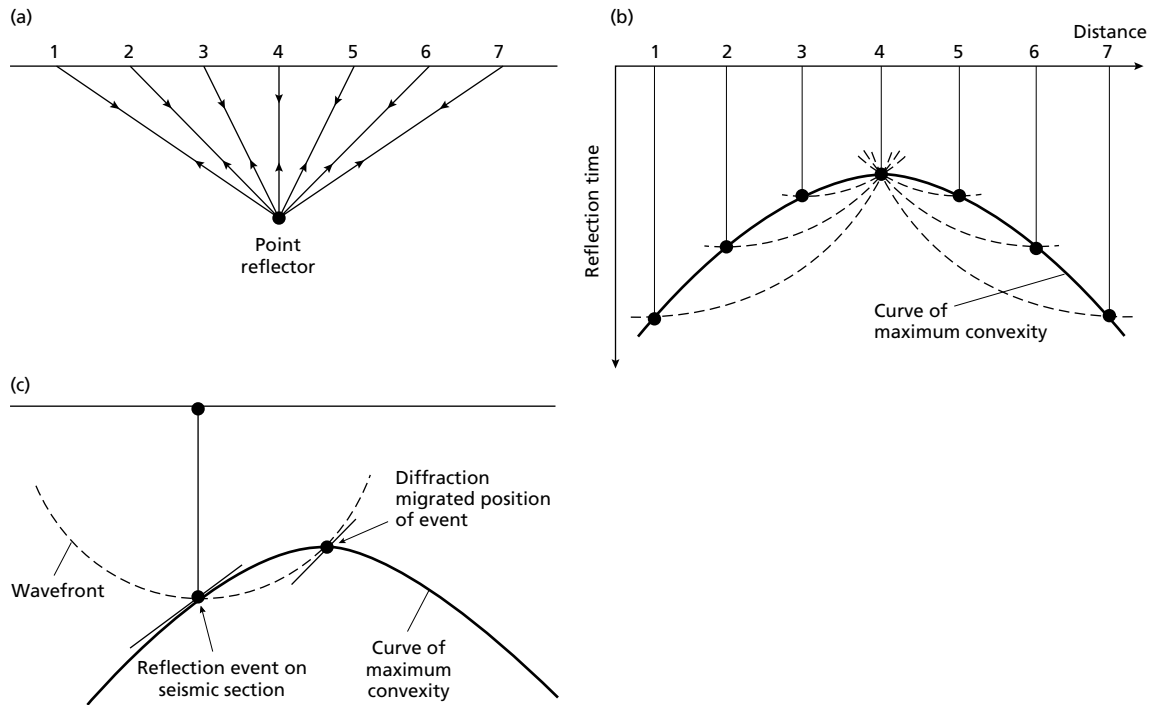 (a)
1 2 3 4 5 6 7
Point
reflector
(b)
Distance
1 2 3 4 5 6 7
Reflection time
Curve of
maximum convexity
(c)
Diffraction
migrated position
of event
Wavefront
Reflection event on
seismic section
Curve of
maximum
convexity